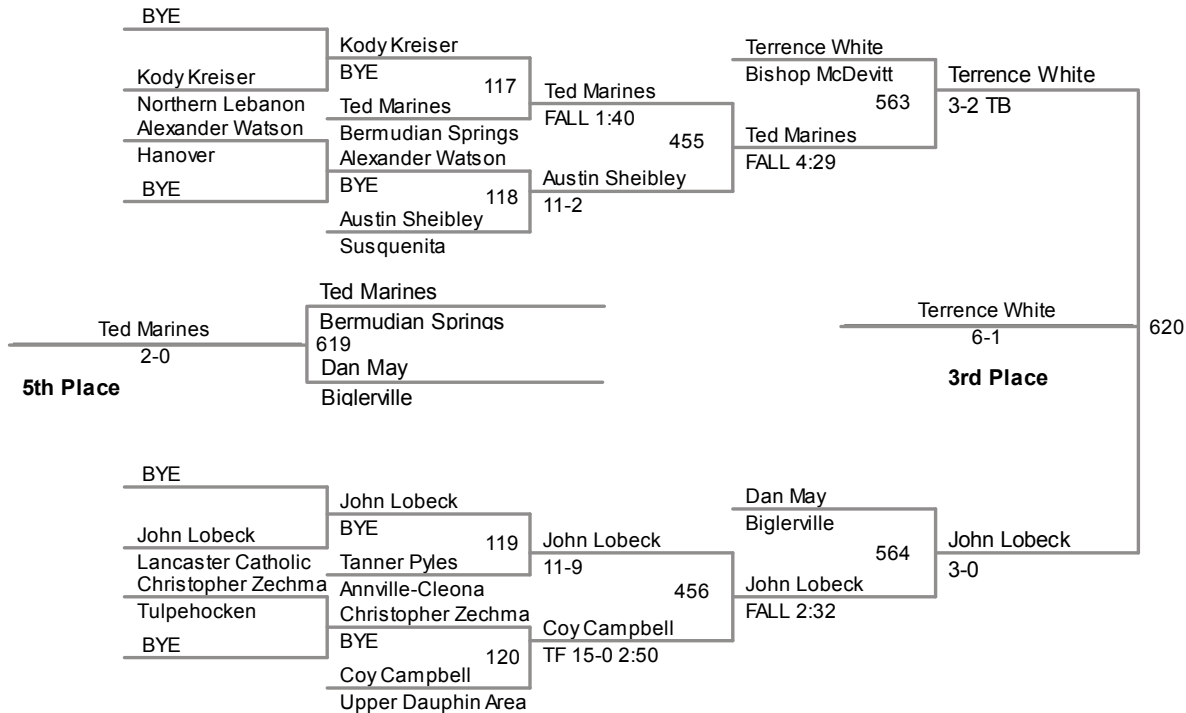 BYE
Kody Kreiser
Northern Lebanon
Alexander Watson
Hanover
BYE
Kody Kreiser
BYE
117
Ted Marines
Bermudian Springs
Alexander Watson
BYE
118
Austin Sheibley
Susquenita
Ted Marines
FALL 1:40
455
Austin Sheibley
11-2
Terrence White
Bishop McDevitt
563
Ted Marines
FALL 4:29
Terrence White
3-2 TB
Ted Marines
2-0
5th Place
Ted Marines
Bermudian Springs
619
Dan May
Biglerville
Terrence White
6-1
3rd Place
620
BYE
John Lobeck
Lancaster Catholic
Christopher Zechma
Tulpehocken
BYE
John Lobeck
BYE
119
Tanner Pyles
Annville-Cleona
Christopher Zechma
BYE
120
Coy Campbell
Upper Dauphin Area
John Lobeck
11-9
456
Coy Campbell
TF 15-0 2:50
Dan May
Biglerville
564
John Lobeck
FALL 2:32
John Lobeck
3-0